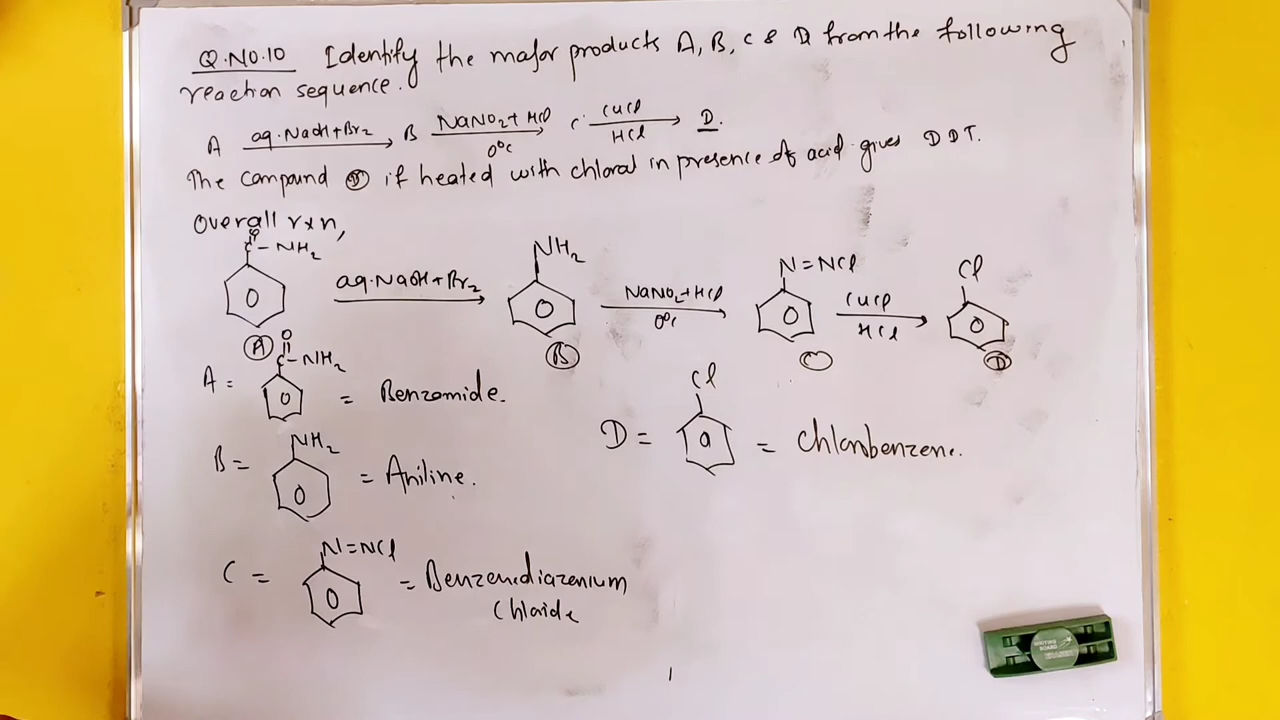 Q.NO.10 Identify the major products A, B, C & D from the following
reaction sequence.
A aq.NaOH+Br2 B NaNO2+HCl 0°C C CuCl HCl D.
The compound D if heated with chloral in presence of acid gives DDT.
Overall rxn,
C-NH2 O aq.NaOH+Br2 NH2 NaNO2+HCl 0°C N=NCl CuCl HCl Cl
A B C D
A = O C-NH2 = Benzamide.
D = Cl = Chlorobenzene.
B = NH2 = Aniline.
C = N=NCl = Benzenediazenium
Chloride
WRITING
BOARD